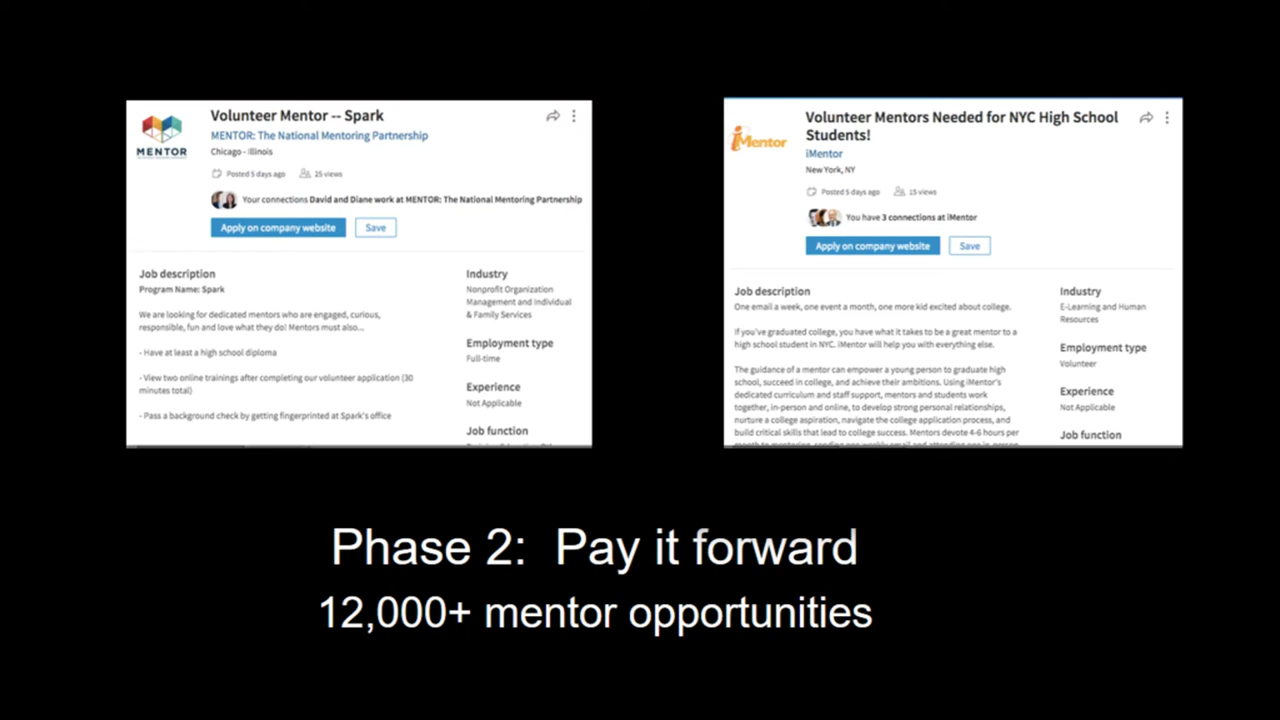 MENTOR
Volunteer Mentor -- Spark
MENTOR: The National Mentoring Partnership
Chicago - Illinois
Posted 5 days ago 25 views
Your connections David and Diane work at MENTOR: The National Mentoring Partnership
Apply on company website Save
Job description
Program Name: Spark
We are looking for dedicated mentors who are engaged, curious,
responsible, fun and love what they do! Mentors must also...
- Have at least a high school diploma
- View two online trainings after completing our volunteer application (30
minutes total)
- Pass a background check by getting fingerprinted at Spark's office
Industry
Nonprofit Organization
Management and Individual
& Family Services
Employment type
Full-time
Experience
Not Applicable
Job function
iMentor
Volunteer Mentors Needed for NYC High School
Students!
iMentor
New York, NY
Posted 5 days ago 15 views
You have 3 connections at iMentor
Apply on company website Save
Job description
One email a week, one event a month, one more kid excited about college.
If you've graduated college, you have what it takes to be a great mentor to a
high school student in NYC. iMentor will help you with everything else.
The guidance of a mentor can empower a young person to graduate high
school, succeed in college, and achieve their ambitions. Using iMentor's
dedicated curriculum and staff support, mentors and students work
together, in-person and online, to develop strong personal relationships,
nurture a college aspiration, navigate the college application process, and
build critical skills that lead to college success. Mentors devote 4-6 hours per
Industry
E-Learning and Human
Resources
Employment type
Volunteer
Experience
Not Applicable
Job function
Phase 2: Pay it forward
12,000+ mentor opportunities